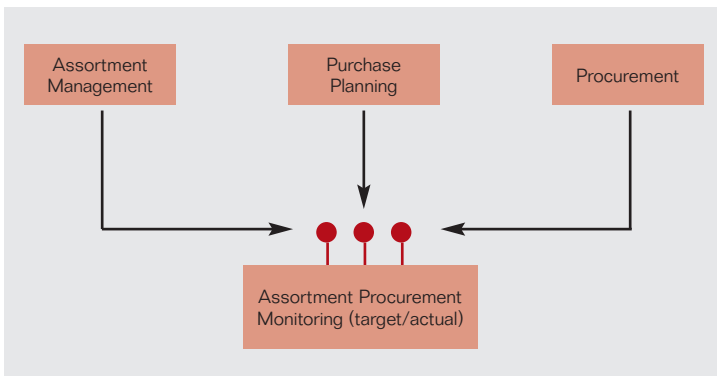 Assortment
Management
Purchase
Planning
Procurement
Assortment Procurement
Monitoring (target/actual)